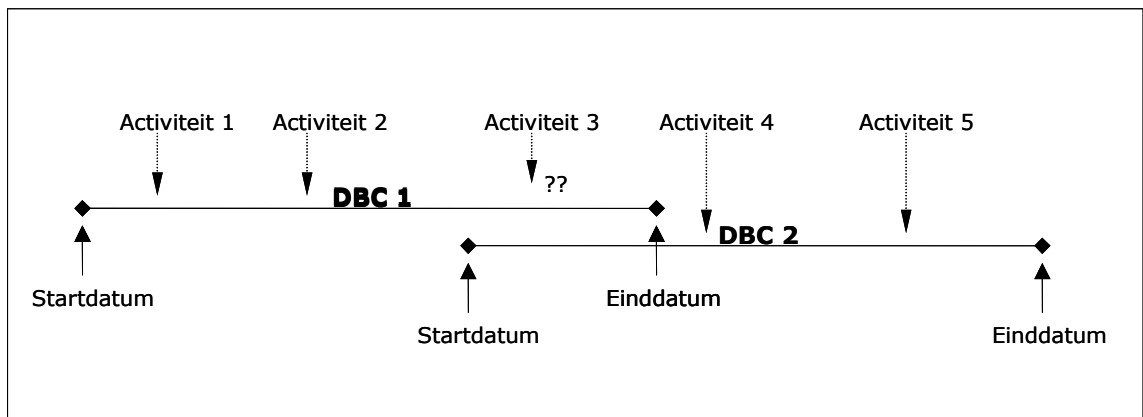 Activiteit 1 Activiteit 2 Activiteit 3 Activiteit 4 Activiteit 5
??
DBC 1
DBC 2
Startdatum Einddatum
Startdatum Einddatum